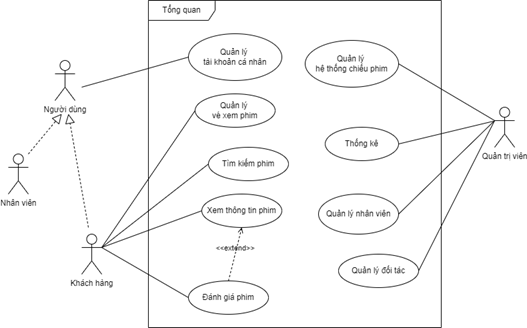 Tổng quan
Quản lý
tài khoản cá nhân
Quản lý
hệ thống chiếu phim
Người dùng
Quản lý
vé xem phim
Thống kê
Quản trị viên
Tìm kiếm phim
Nhân viên
Xem thông tin phim
Quản lý nhân viên
<<extend>>
Khách hàng
Quản lý đối tác
Đánh giá phim